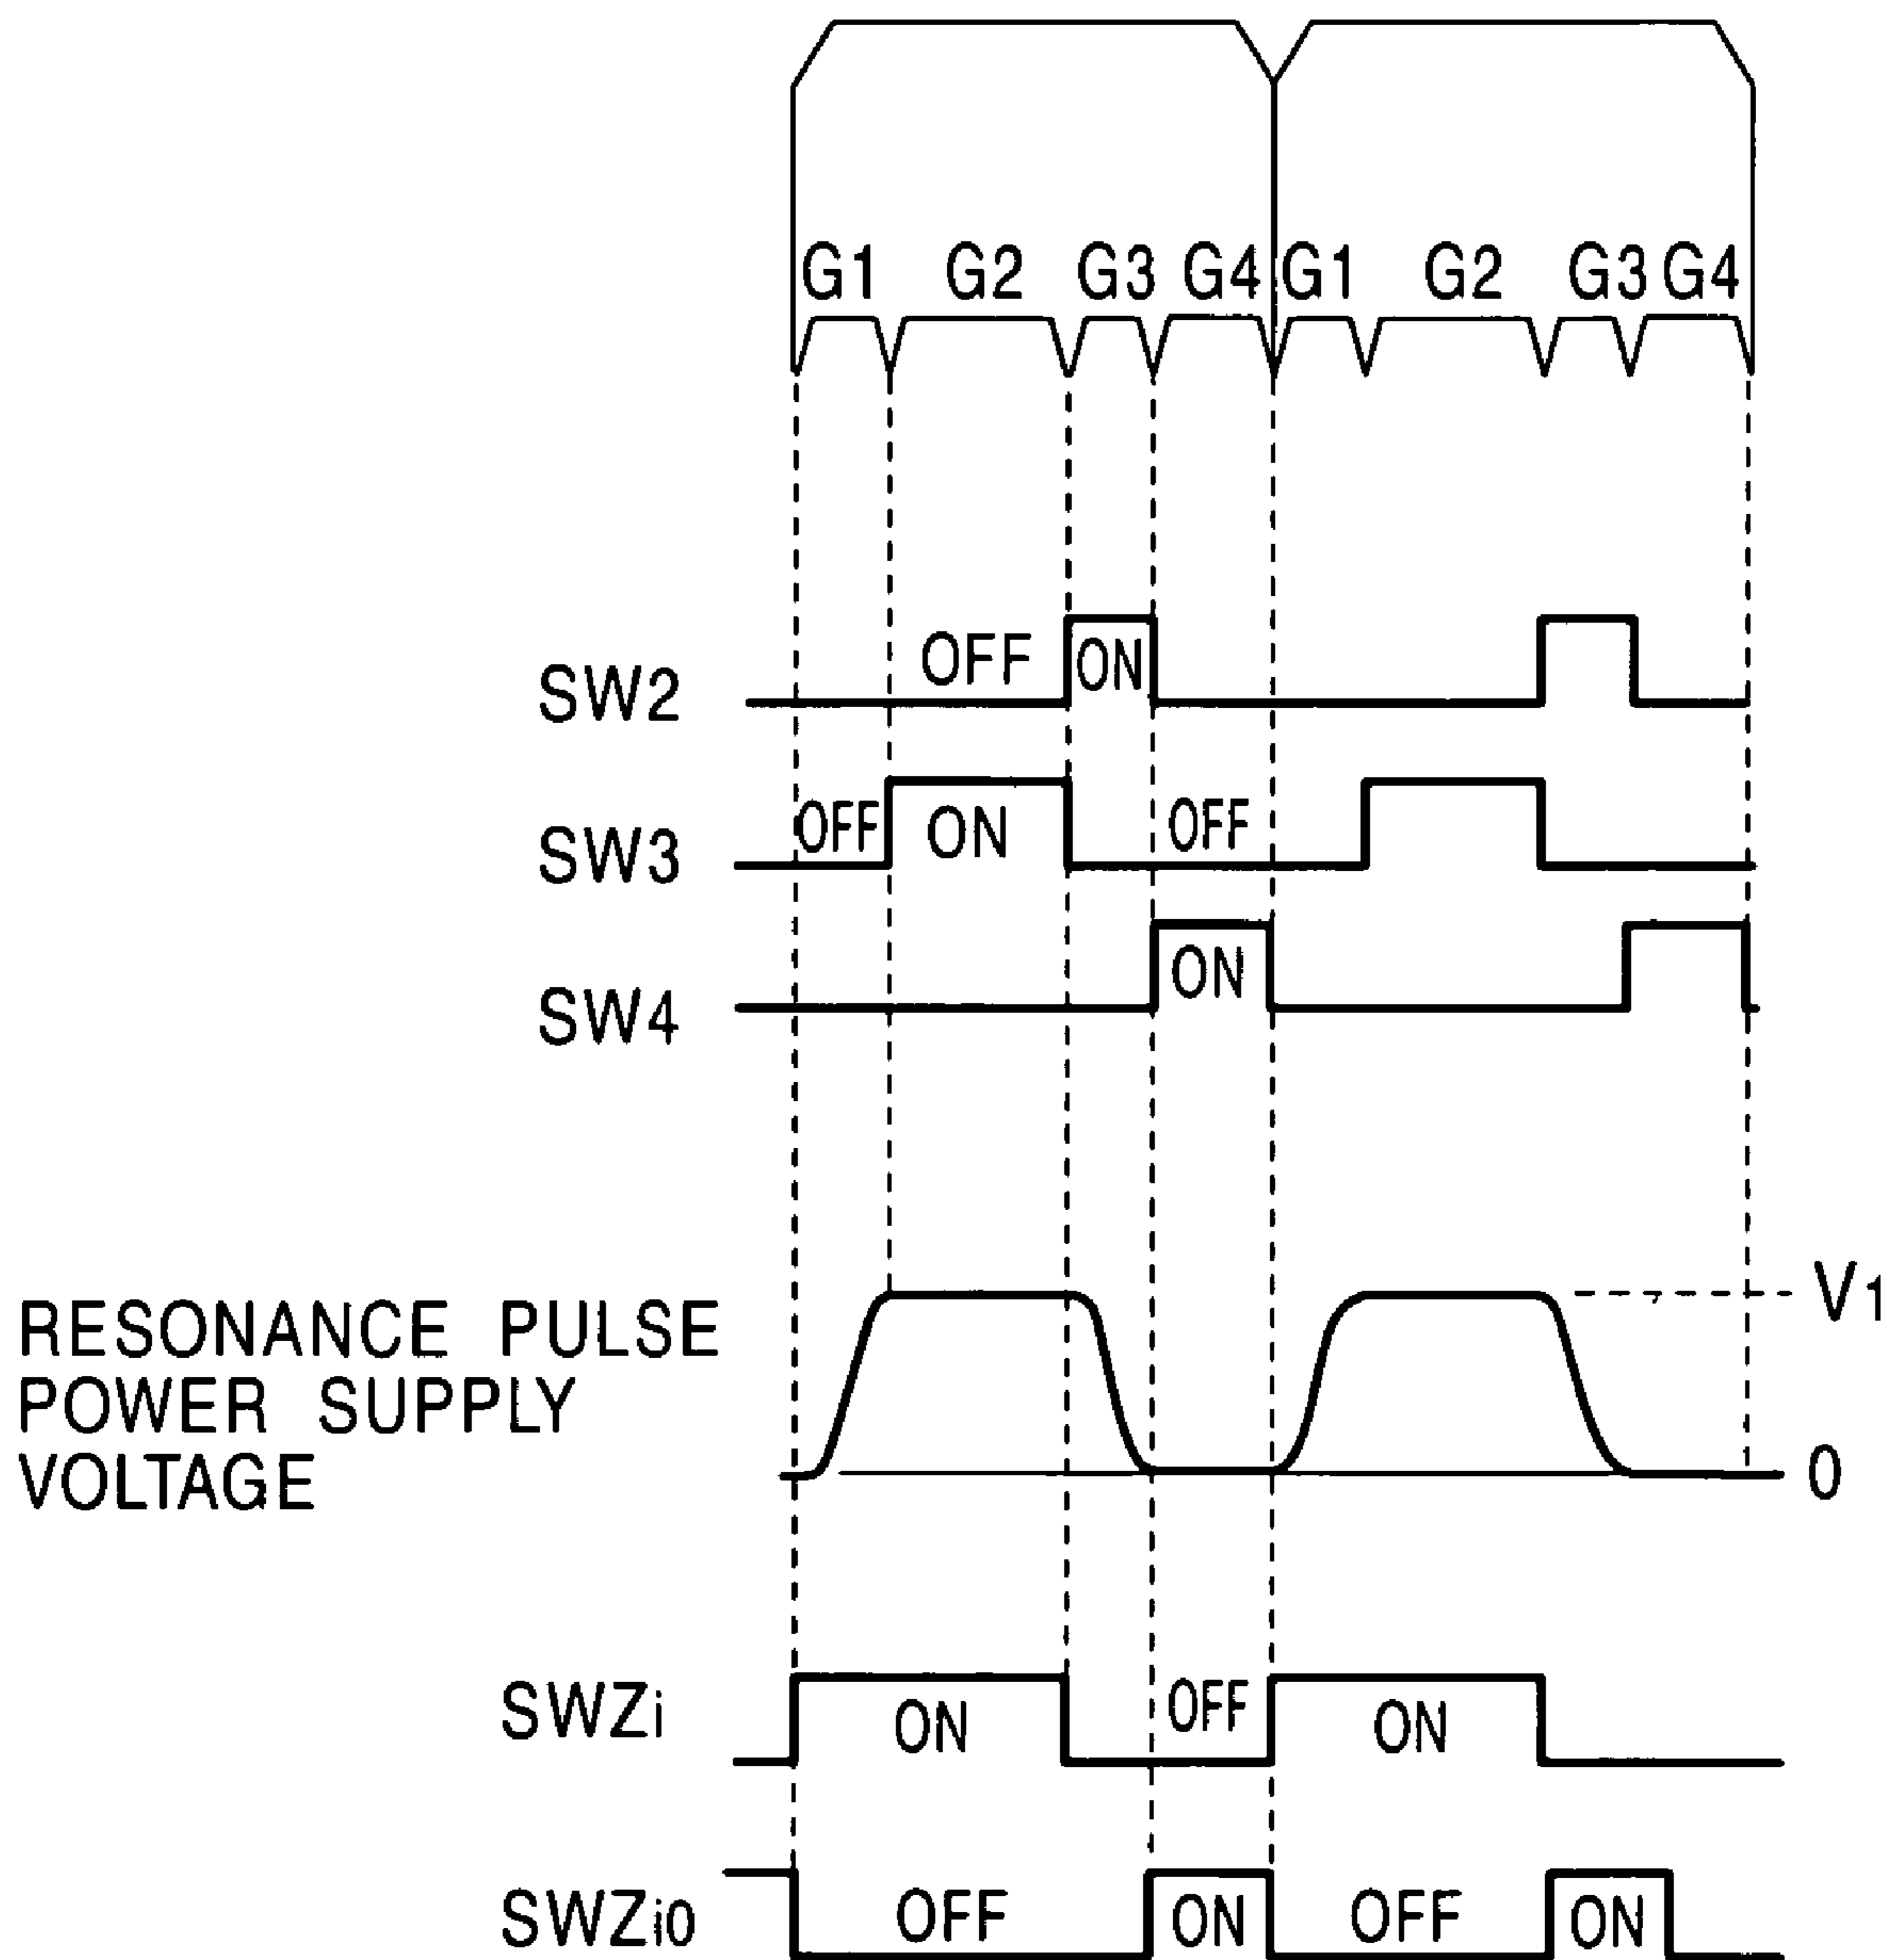 G1 G2 G3 G4 G1 G2 G3 G4
SW2 OFF ON
SW3 OFF ON OFF
SW4 ON
RESONANCE PULSE
POWER SUPPLY
VOLTAGE
V1
0
SWZi ON OFF ON
SWZi0 OFF ON OFF ON